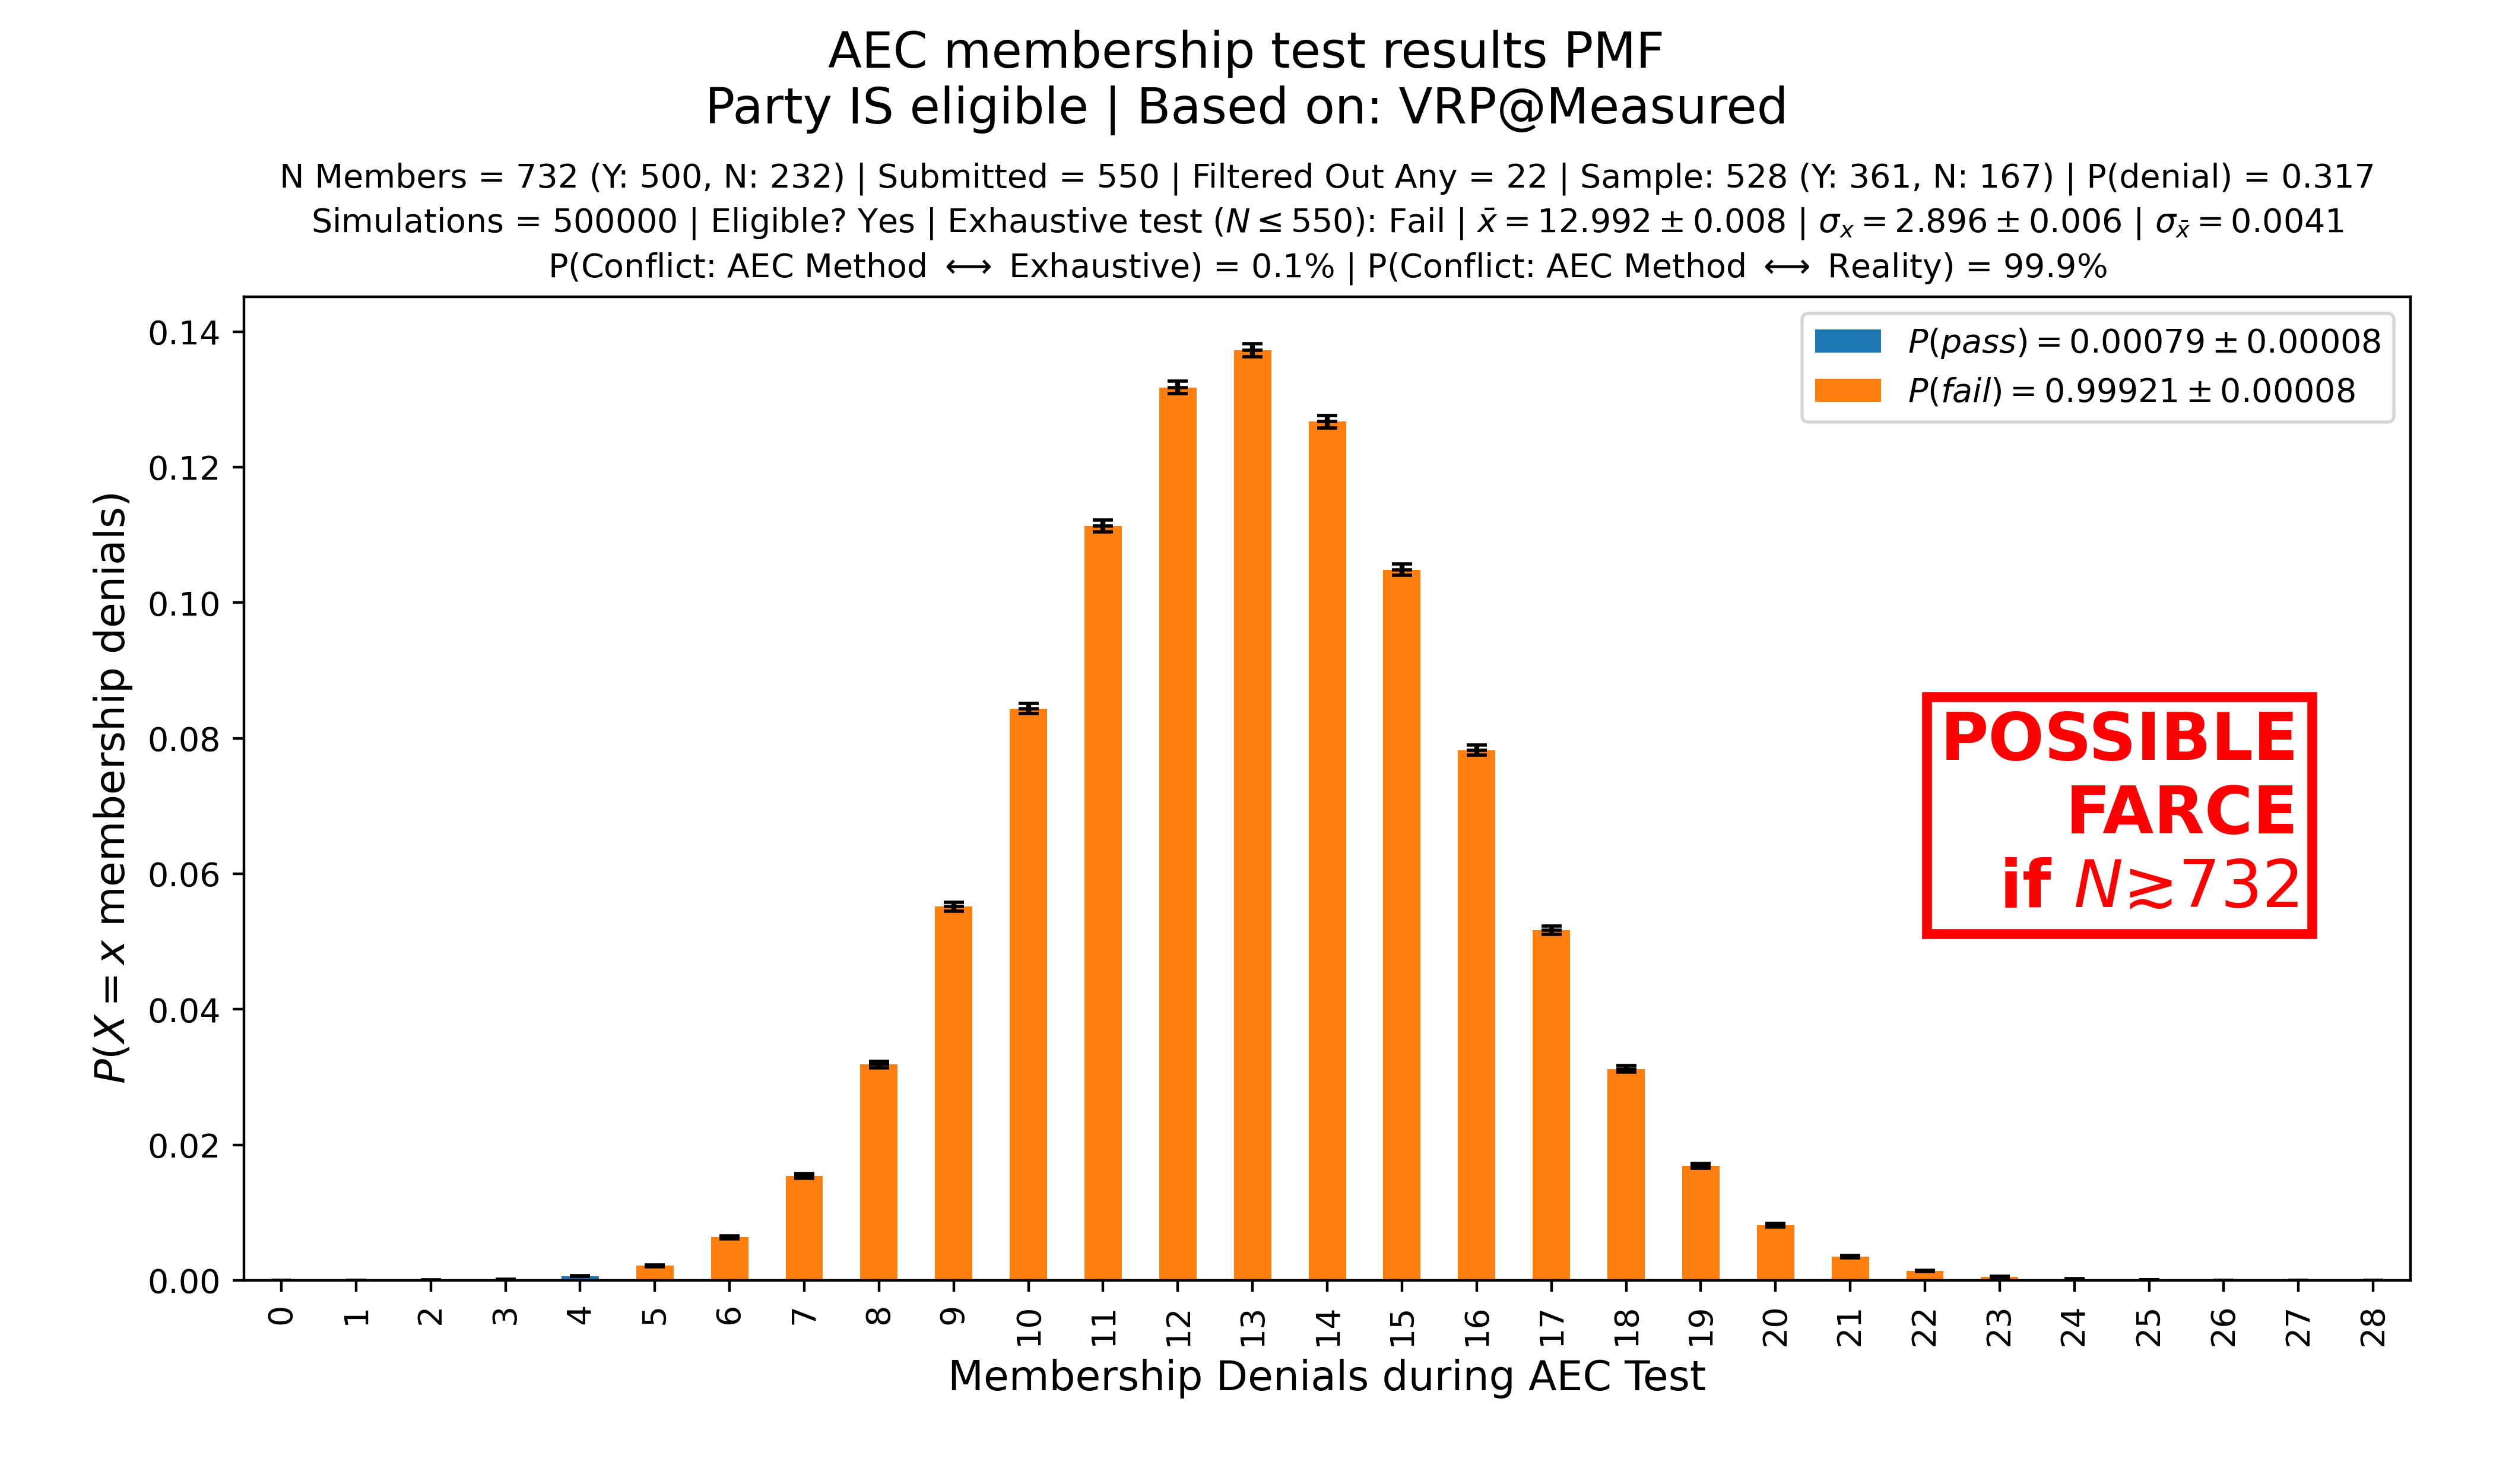 AEC membership test results PMF
Party IS eligible | Based on: VRP@Measured
N Members = 732 (Y: 500, N: 232) | Submitted = 550 | Filtered Out Any = 22 | Sample: 528 (Y: 361, N: 167) | P(denial) = 0.317
Simulations = 500000 | Eligible? Yes | Exhaustive test (N ≤ 550): Fail | x̄ = 12.992 ± 0.008 | σₓ = 2.896 ± 0.006 | σ_x̄ = 0.0041
P(Conflict: AEC Method ⟷ Exhaustive) = 0.1% | P(Conflict: AEC Method ⟷ Reality) = 99.9%
P(pass) = 0.00079 ± 0.00008
P(fail) = 0.99921 ± 0.00008
P(X = x membership denials)
0.14
0.12
0.10
0.08
0.06
0.04
0.02
0.00
POSSIBLE
FARCE
if N⪆732
0 1 2 3 4 5 6 7 8 9 10 11 12 13 14 15 16 17 18 19 20 21 22 23 24 25 26 27 28
Membership Denials during AEC Test